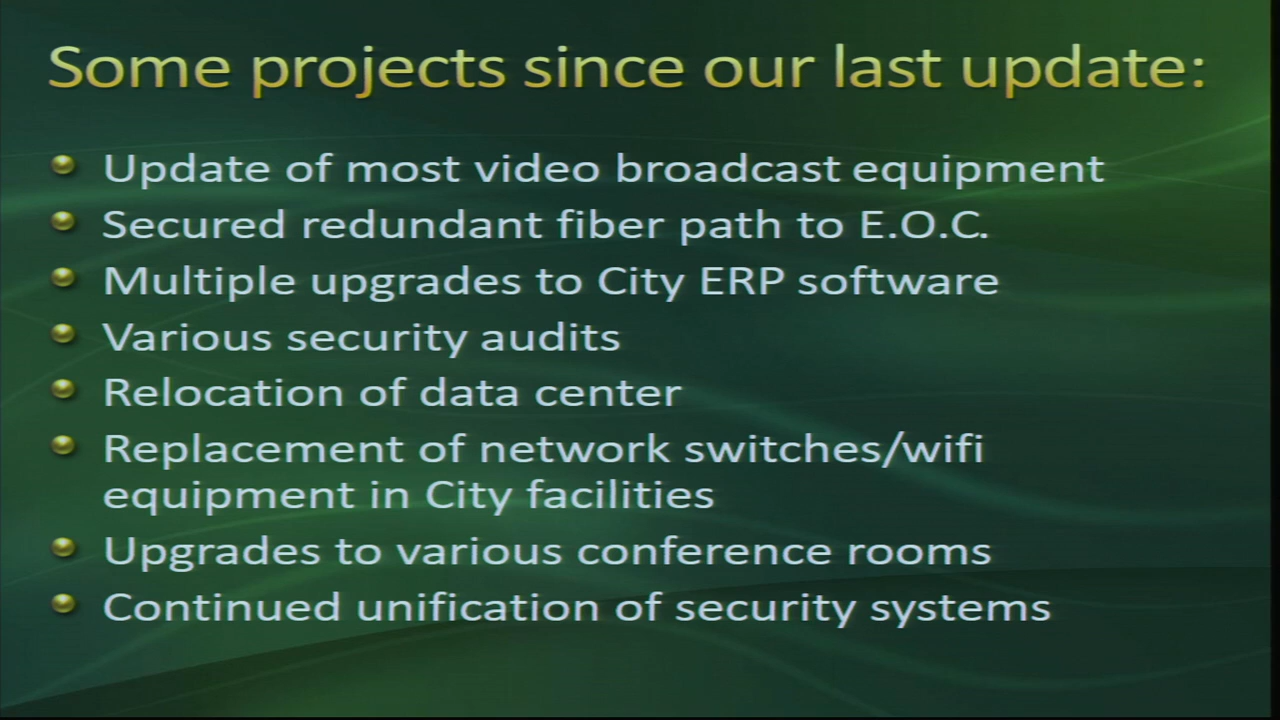 Some projects since our last update:
Update of most video broadcast equipment
Secured redundant fiber path to E.O.C.
Multiple upgrades to City ERP software
Various security audits
Relocation of data center
Replacement of network switches/wifi
equipment in City facilities
Upgrades to various conference rooms
Continued unification of security systems